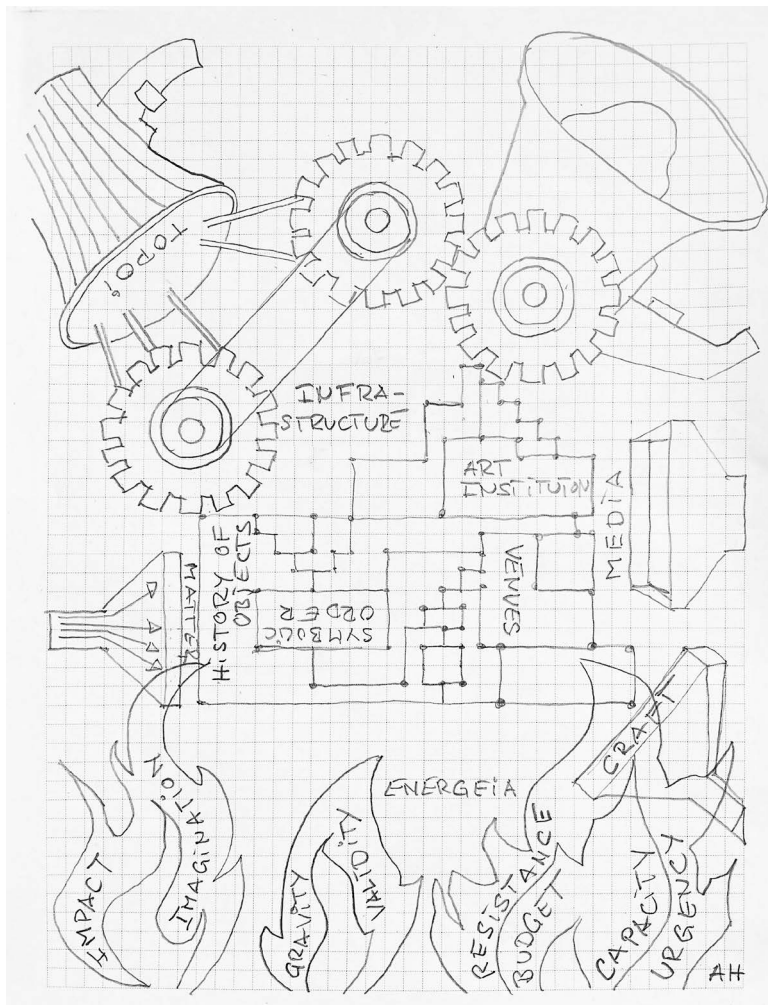 TOPOI
INFRA-
STRUCTURE
ART
INSTITUTION
MEDIA
HISTORY OF
OBJECTS
MATTER
SYMBOLIC
ORDER
VENUES
CRAFT
ENERGEIA
IMPACT
IMAGINATION
GRAVITY
VALIDITY
RESISTANCE
BUDGET
CAPACITY
URGENCY
AH